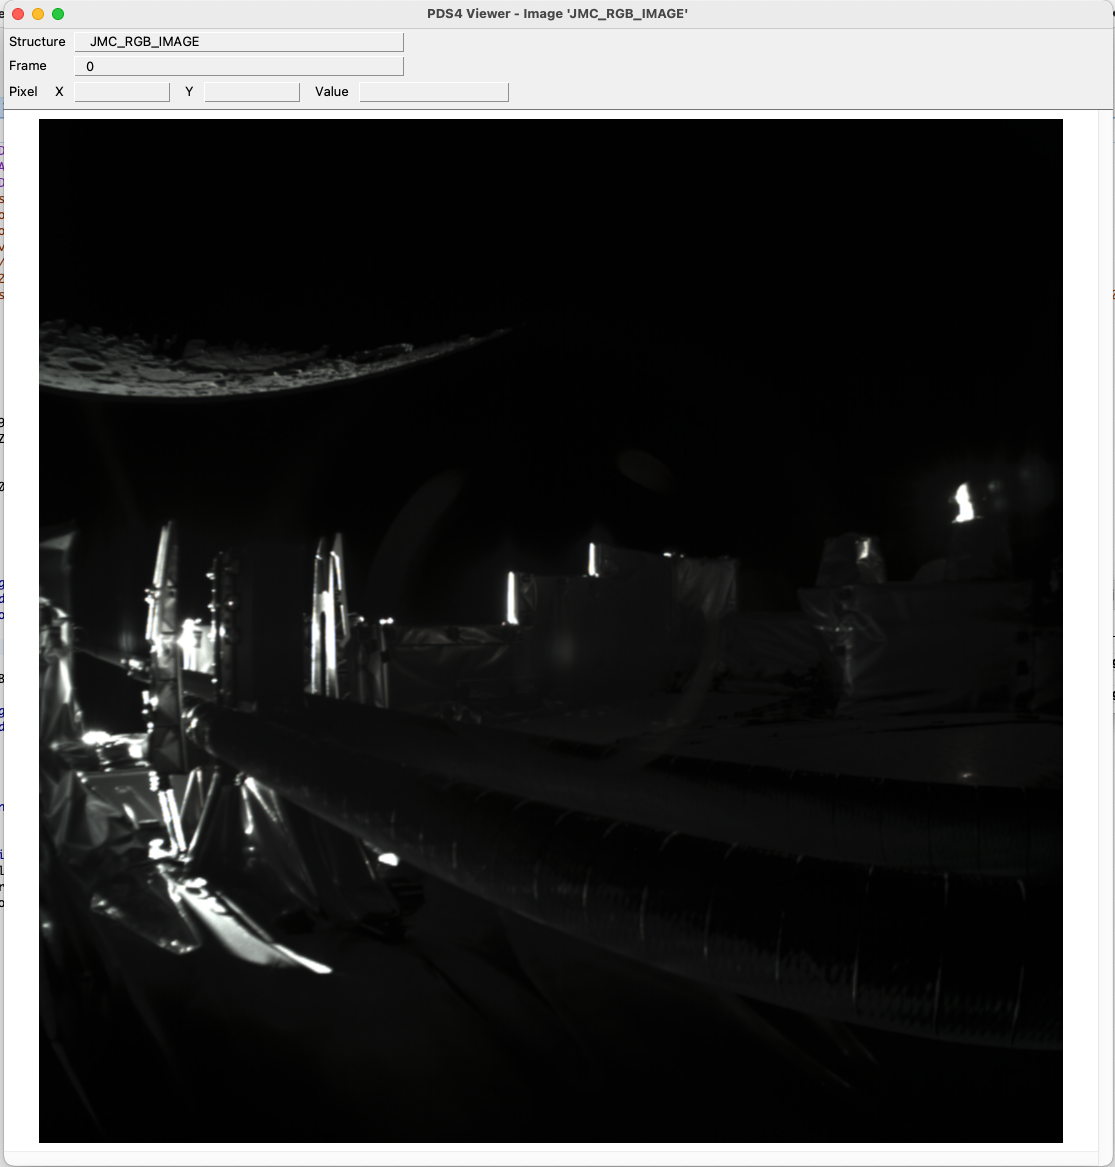 PDS4 Viewer - Image 'JMC_RGB_IMAGE'
Structure JMC_RGB_IMAGE
Frame 0
Pixel X Y Value